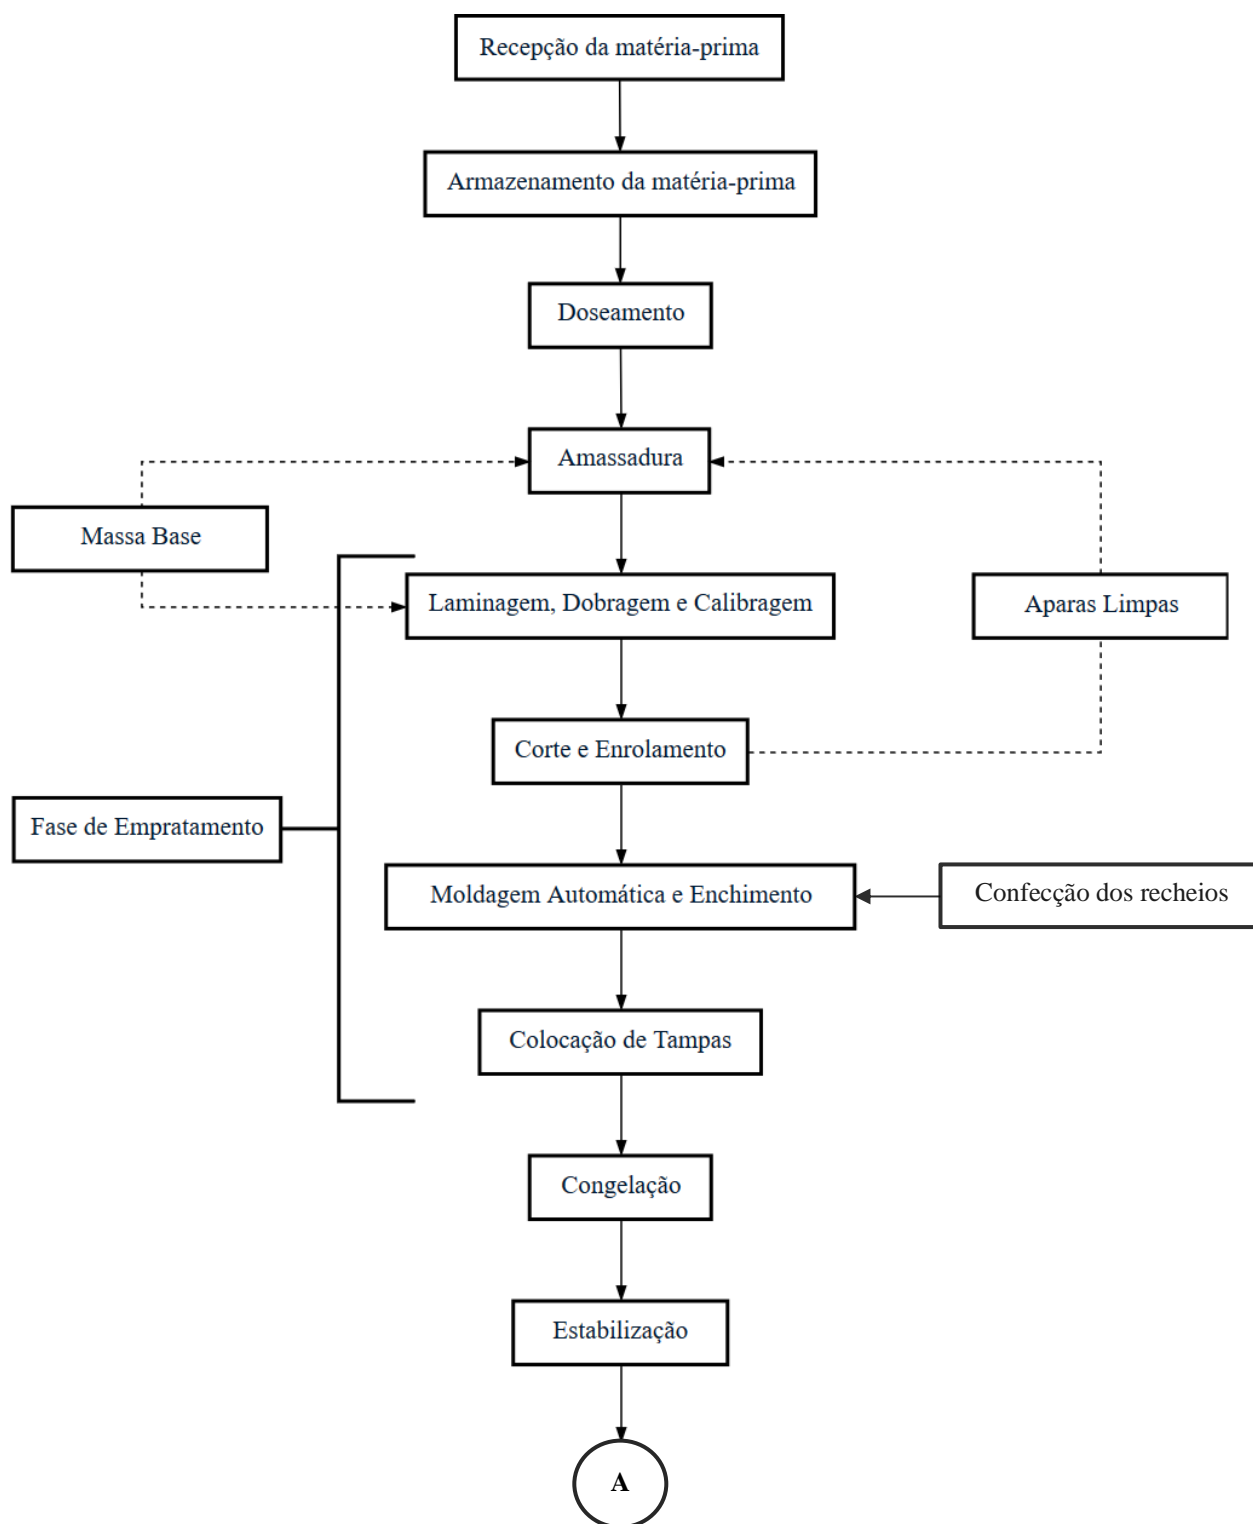 Recepção da matéria-prima
Armazenamento da matéria-prima
Doseamento
Amassadura
Massa Base
Laminagem, Dobragem e Calibragem
Aparas Limpas
Corte e Enrolamento
Fase de Empratamento
Moldagem Automática e Enchimento
Confecção dos recheios
Colocação de Tampas
Congelação
Estabilização
A